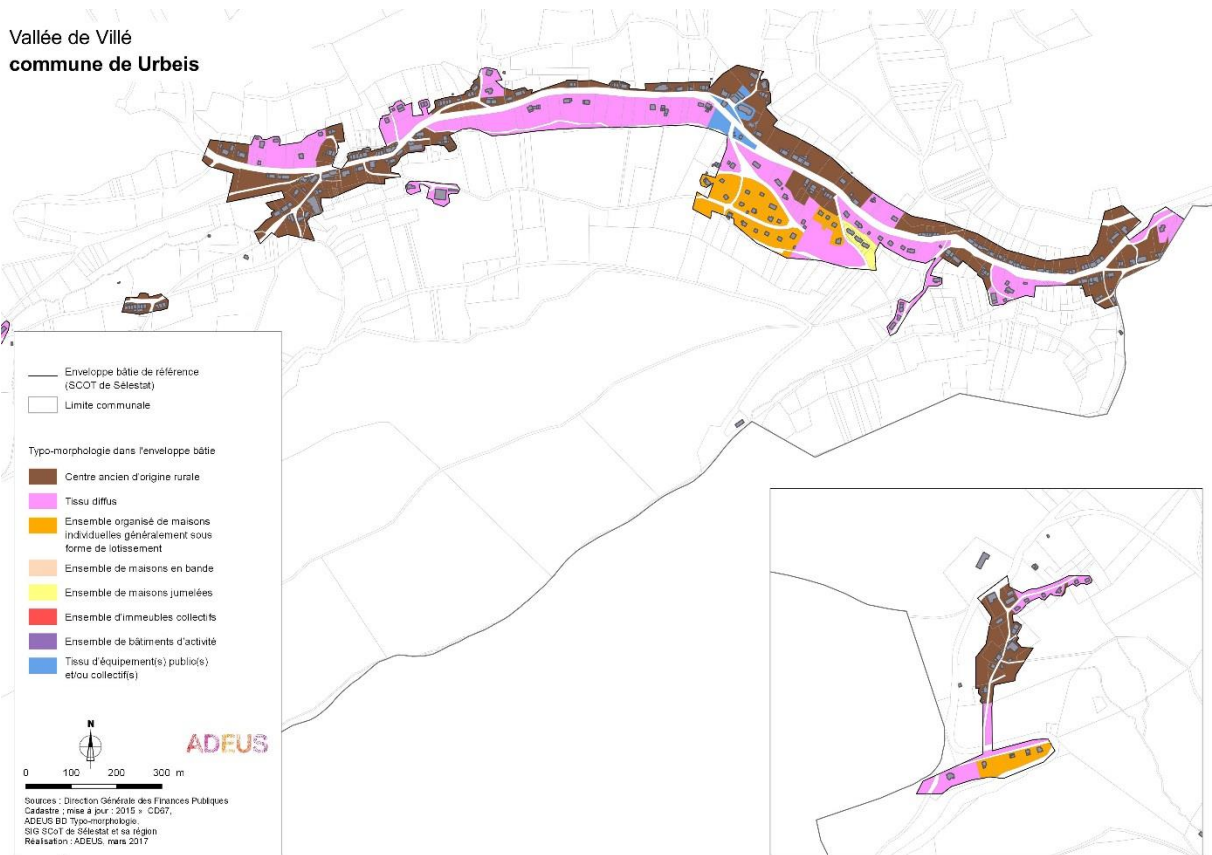 Vallée de Villé
commune de Urbeis
Enveloppe bâtie de référence
(SCOT de Sélestat)
Limite communale
Typo-morphologie dans l'enveloppe bâtie
Centre ancien d'origine rurale
Tissu diffus
Ensemble organisé de maisons
individuelles généralement sous
forme de lotissement
Ensemble de maisons en bande
Ensemble de maisons jumelées
Ensemble d'immeubles collectifs
Ensemble de bâtiments d'activité
Tissu d'équipement(s) public(s)
et/ou collectif(s)
N
ADEUS
0 100 200 300 m
Sources : Direction Générale des Finances Publiques
Cadastre ; mise à jour : 2015 » CD67,
ADEUS BD Typo-morphologie,
SIG SCoT de Sélestat et sa région
Réalisation : ADEUS, mars 2017